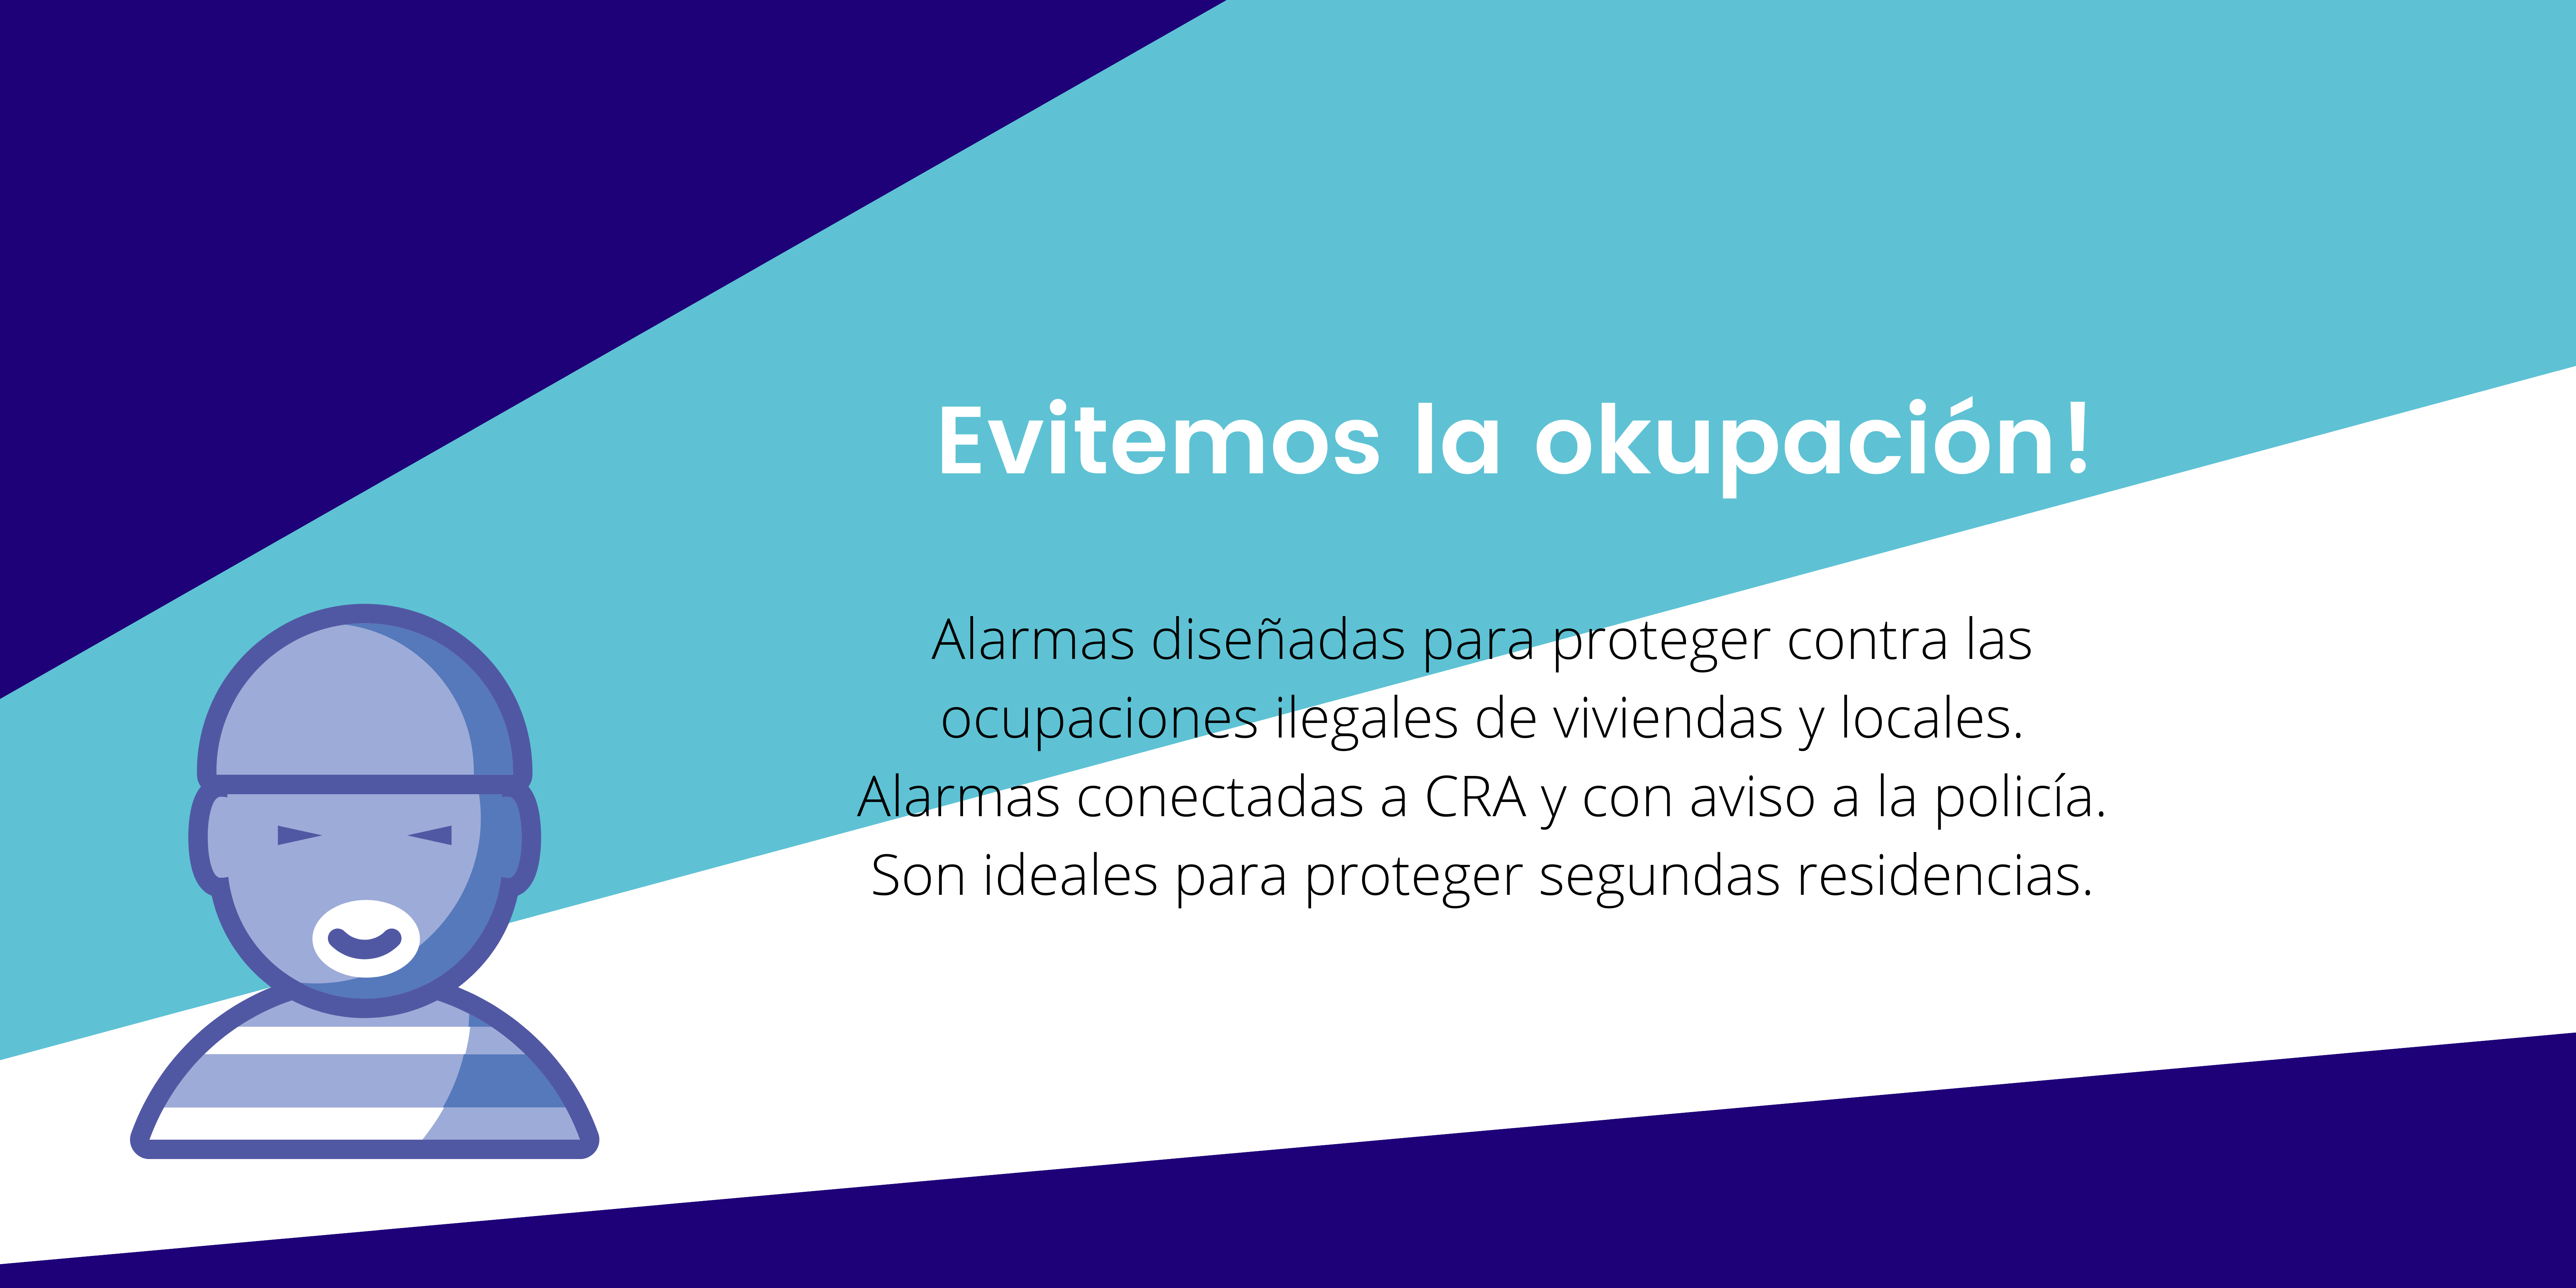 Evitemos la okupación!
Alarmas diseñadas para proteger contra las
ocupaciones ilegales de viviendas y locales.
Alarmas conectadas a CRA y con aviso a la policía.
Son ideales para proteger segundas residencias.